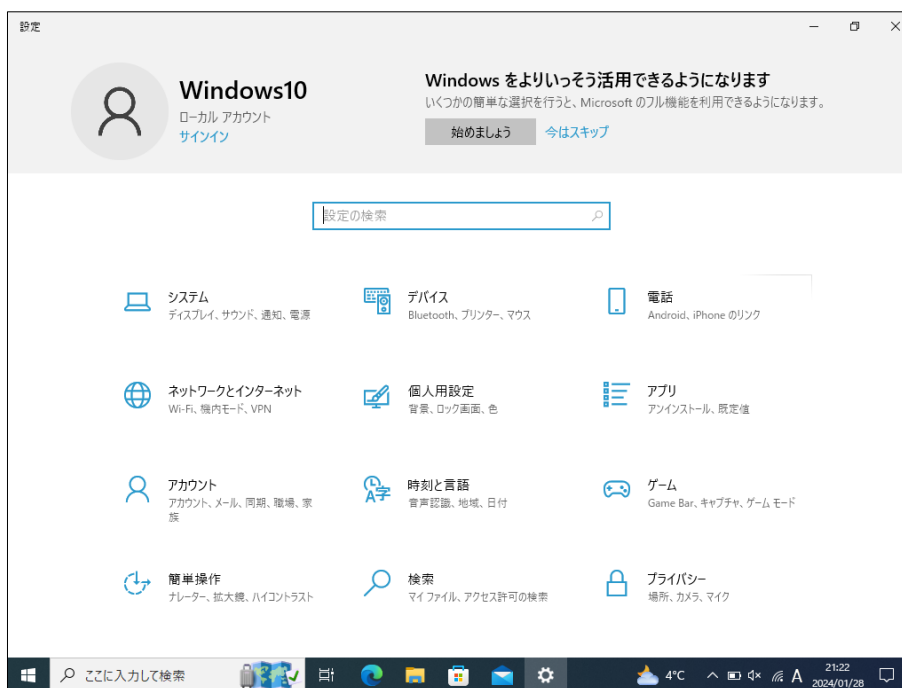 設定
Windows10
ローカル アカウント
サインイン
Windows をよりいっそう活用できるようになります
いくつかの簡単な選択を行うと、Microsoft のフル機能を利用できるようになります。
始めましょう
今はスキップ
設定の検索
システム
ディスプレイ、サウンド、通知、電源
デバイス
Bluetooth、プリンター、マウス
電話
Android、iPhone のリンク
ネットワークとインターネット
Wi-Fi、機内モード、VPN
個人用設定
背景、ロック画面、色
アプリ
アンインストール、既定値
アカウント
アカウント、メール、同期、職場、家
族
時刻と言語
音声認識、地域、日付
ゲーム
Game Bar、キャプチャ、ゲーム モード
簡単操作
ナレーター、拡大鏡、ハイコントラスト
検索
マイ ファイル、アクセス許可の検索
プライバシー
場所、カメラ、マイク
ここに入力して検索
4°C
A
21:22
2024/01/28